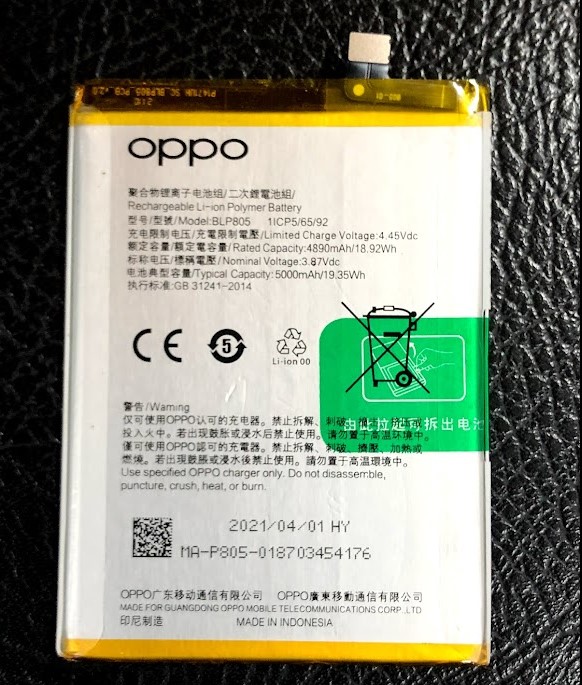 oppo
聚合物锂离子电池组/二次鋰電池組/
Rechargeable Li-ion Polymer Battery
型号/型號/Model:BLP805 1ICP5/65/92
充电限制电压/充電限制電壓/Limited Charge Voltage:4.45Vdc
额定容量/額定電容量/Rated Capacity:4890mAh/18.92Wh
标称电压/標稱電壓/Nominal Voltage:3.87Vdc
电池典型容量/Typical Capacity:5000mAh/19.35Wh
执行标准:GB 31241-2014
CE
5
Li-ion 00
警告/Warning
仅可使用OPPO认可的充电器。禁止拆解、刺破、挤压或
投入火中。若出现鼓胀或浸水后禁止使用。请勿置于高温环境中。
僅可使用OPPO認可的充電器。禁止拆解、刺破、擠壓、加熱或
燃燒。若出現鼓脹或浸水後禁止使用。請勿置于高溫環境中。
Use specified OPPO charger only. Do not disassemble,
puncture, crush, heat, or burn.
拆出电池
2021/04/01 HY
MA-P805-018703454176
OPPO广东移动通信有限公司 OPPO廣東移動通信有限公司
MADE FOR GUANGDONG OPPO MOBILE TELECOMMUNICATIONS CORP.,LTD
印尼制造 MADE IN INDONESIA